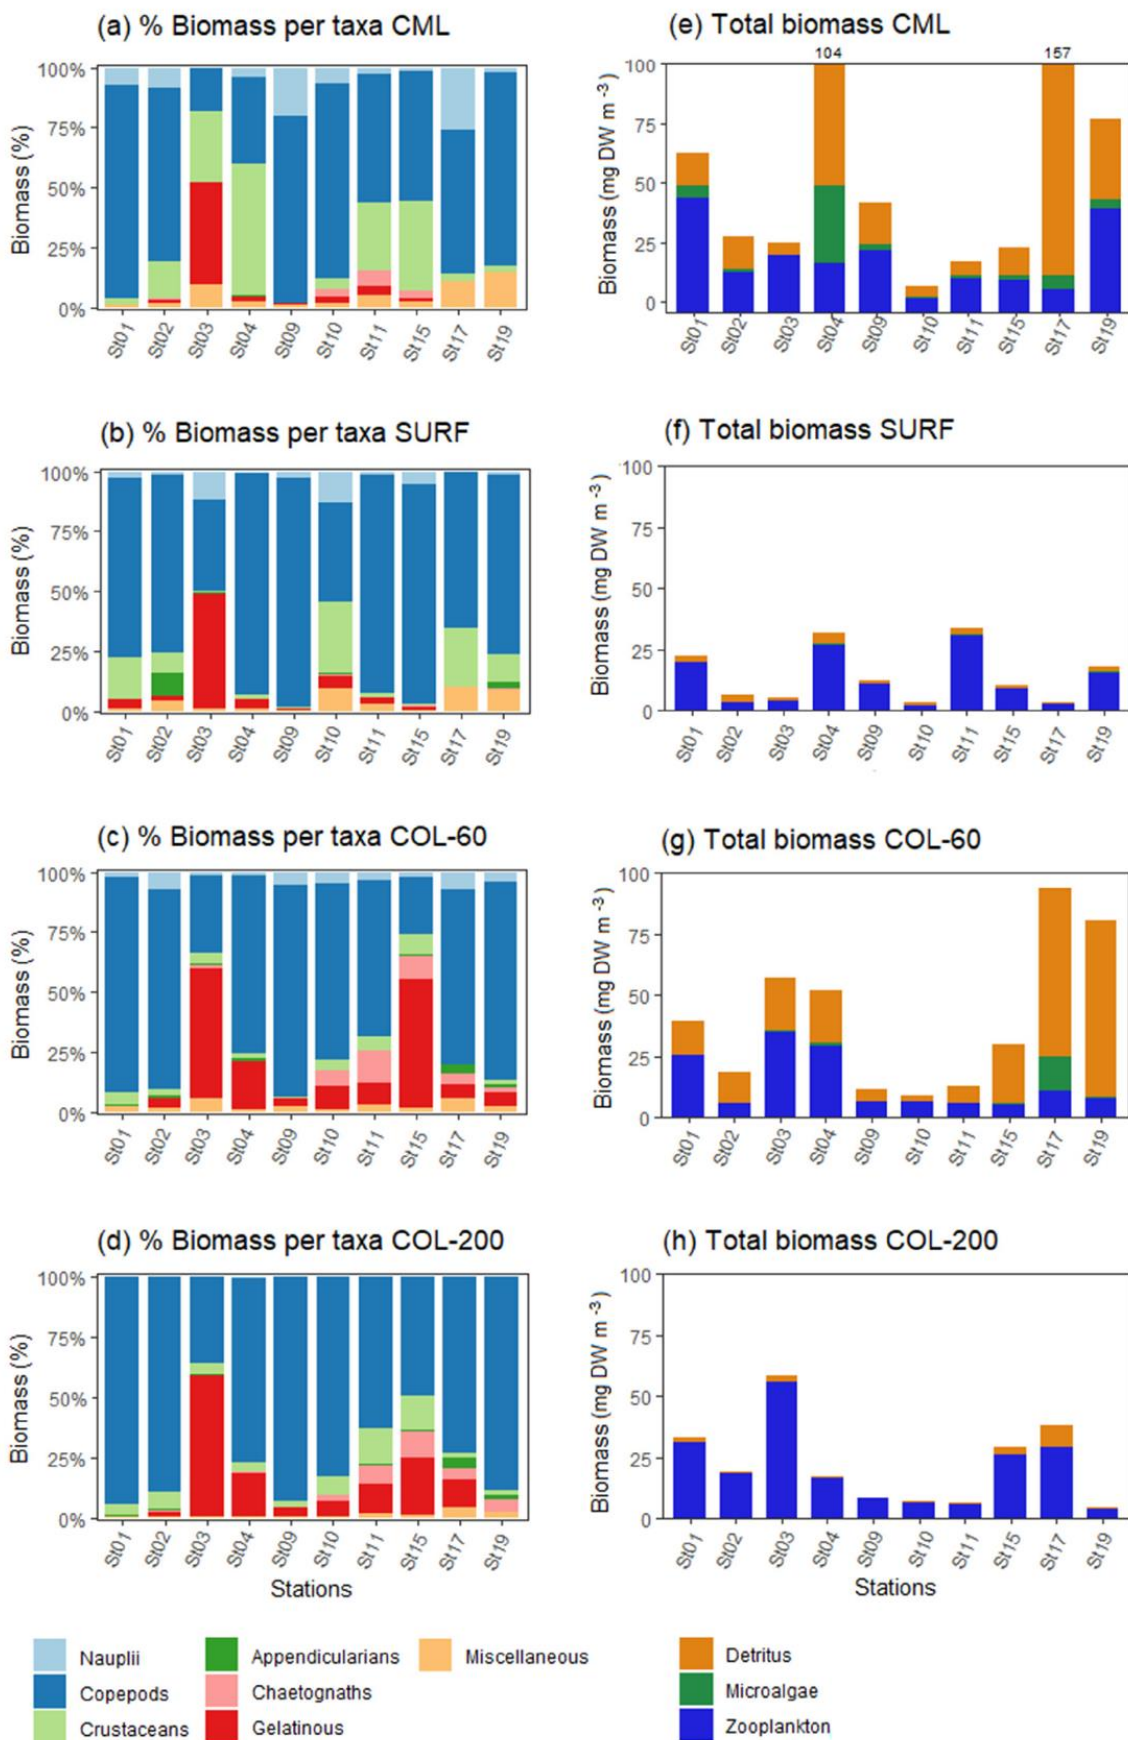 (a) % Biomass per taxa CML
Biomass (%)
100%
75%
50%
25%
0%
St01 St02 St03 St04 St09 St10 St11 St15 St17 St19
(e) Total biomass CML
104 157
Biomass (mg DW m -3)
100
75
50
25
0
St01 St02 St03 St04 St09 St10 St11 St15 St17 St19
(b) % Biomass per taxa SURF
Biomass (%)
100%
75%
50%
25%
0%
St01 St02 St03 St04 St09 St10 St11 St15 St17 St19
(f) Total biomass SURF
Biomass (mg DW m -3)
100
75
50
25
0
St01 St02 St03 St04 St09 St10 St11 St15 St17 St19
(c) % Biomass per taxa COL-60
Biomass (%)
100%
75%
50%
25%
0%
St01 St02 St03 St04 St09 St10 St11 St15 St17 St19
(g) Total biomass COL-60
Biomass (mg DW m -3)
100
75
50
25
0
St01 St02 St03 St04 St09 St10 St11 St15 St17 St19
(d) % Biomass per taxa COL-200
Biomass (%)
100%
75%
50%
25%
0%
St01 St02 St03 St04 St09 St10 St11 St15 St17 St19
Stations
(h) Total biomass COL-200
Biomass (mg DW m -3)
100
75
50
25
0
St01 St02 St03 St04 St09 St10 St11 St15 St17 St19
Stations
Nauplii
Copepods
Crustaceans
Appendicularians
Chaetognaths
Gelatinous
Miscellaneous
Detritus
Microalgae
Zooplankton